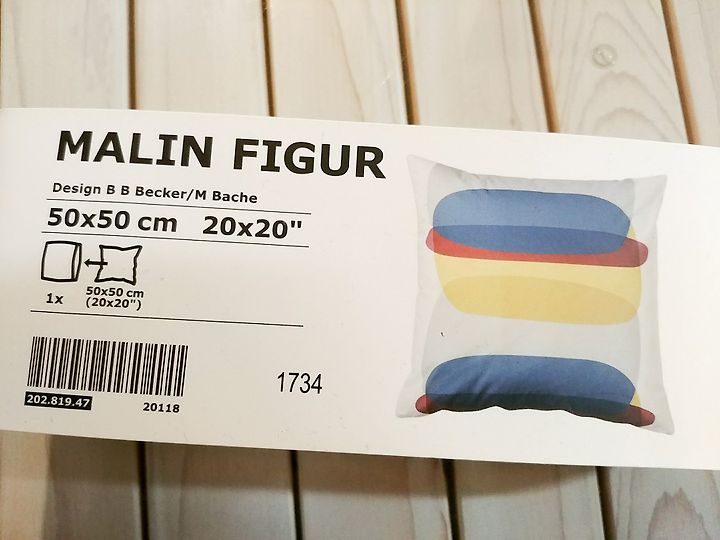 MALIN FIGUR
Design B B Becker/M Bache
50x50 cm 20x20"
1x
50x50 cm
(20x20")
1734
202.819.47
20118